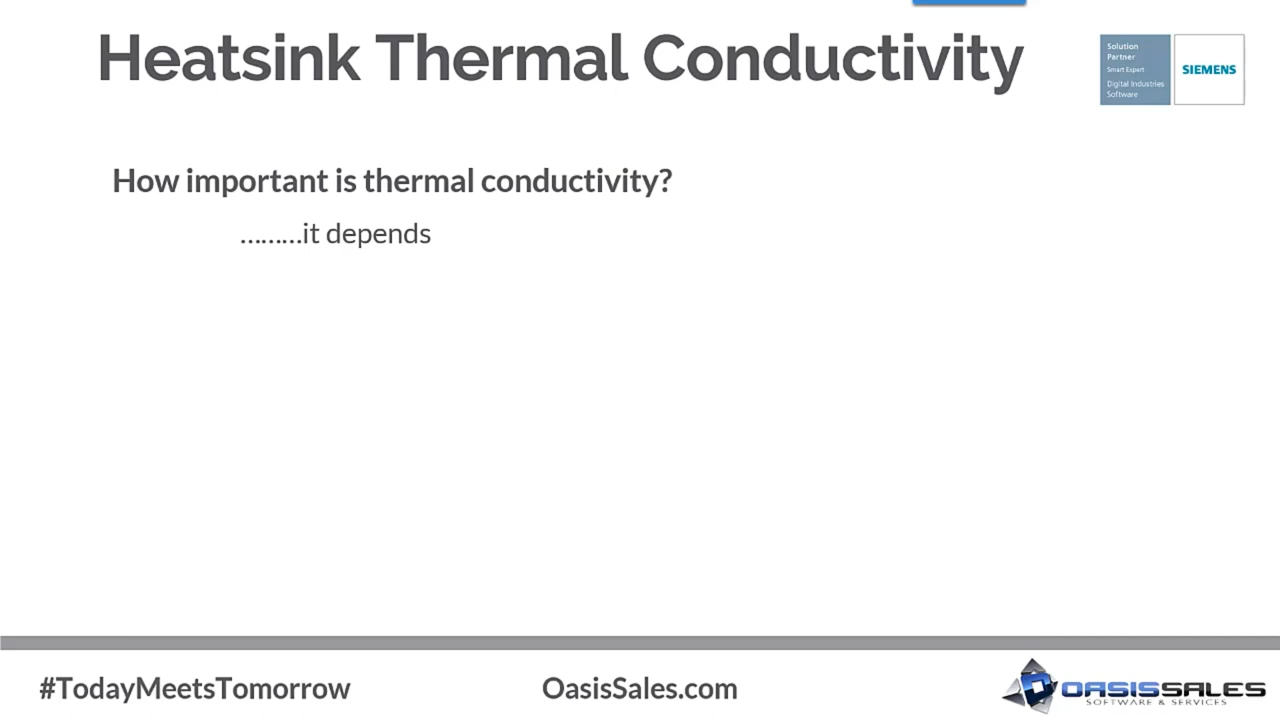 Heatsink Thermal Conductivity
Solution
Partner
Smart Expert
Digital Industries
Software
SIEMENS
How important is thermal conductivity?
.........it depends
#TodayMeetsTomorrow
OasisSales.com
OASISSALES
SOFTWARE & SERVICES